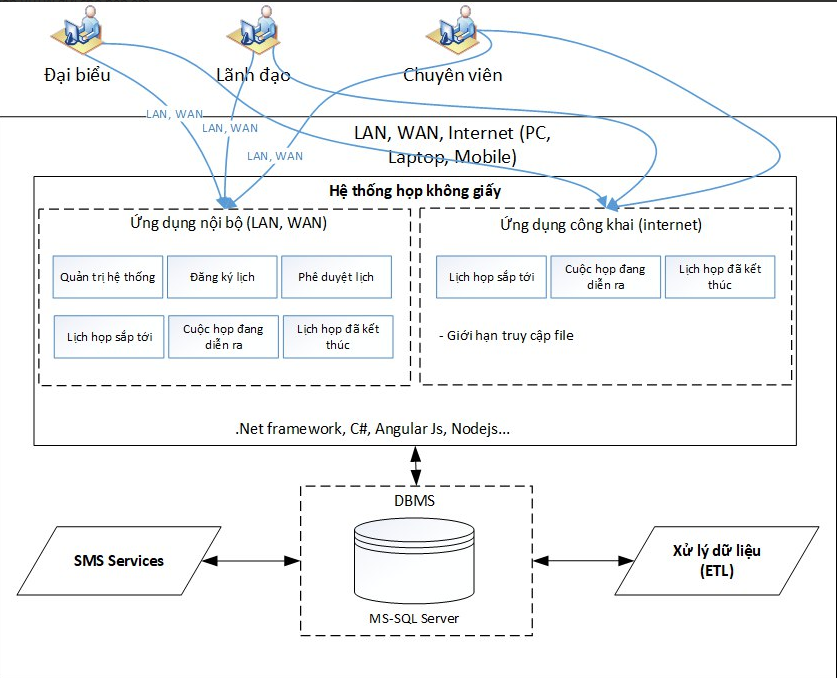 Đại biểu
Lãnh đạo
Chuyên viên
LAN, WAN
LAN, WAN
LAN, WAN
LAN, WAN, Internet (PC,
Laptop, Mobile)
Hệ thống họp không giấy
Ứng dụng nội bộ (LAN, WAN)
Quản trị hệ thống
Đăng ký lịch
Phê duyệt lịch
Lịch họp sắp tới
Cuộc họp đang
diễn ra
Lịch họp đã kết
thúc
Ứng dụng công khai (internet)
Lịch họp sắp tới
Cuộc họp đang
diễn ra
Lịch họp đã kết
thúc
- Giới hạn truy cập file
.Net framework, C#, Angular Js, Nodejs...
DBMS
MS-SQL Server
SMS Services
Xử lý dữ liệu
(ETL)